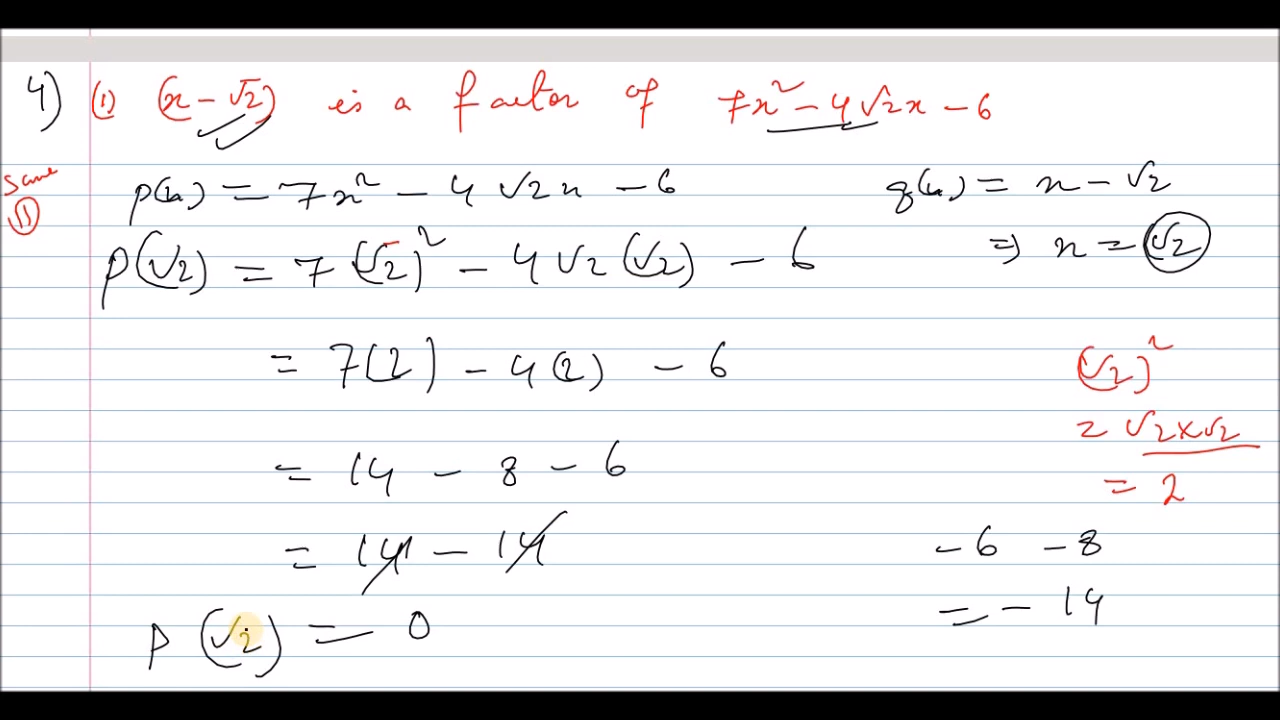 4) (i) (x - √2) is a factor of 7x² - 4√2x - 6
Same
(ii)
p(x) = 7x² - 4√2x - 6
q(x) = x - √2
p(√2) = 7(√2)² - 4√2(√2) - 6
⇒ x = √2
= 7(2) - 4(2) - 6
(√2)²
= √2×√2
= 2
= 14 - 8 - 6
= 14 - 14
-6 -8
= -14
p(√2) = 0